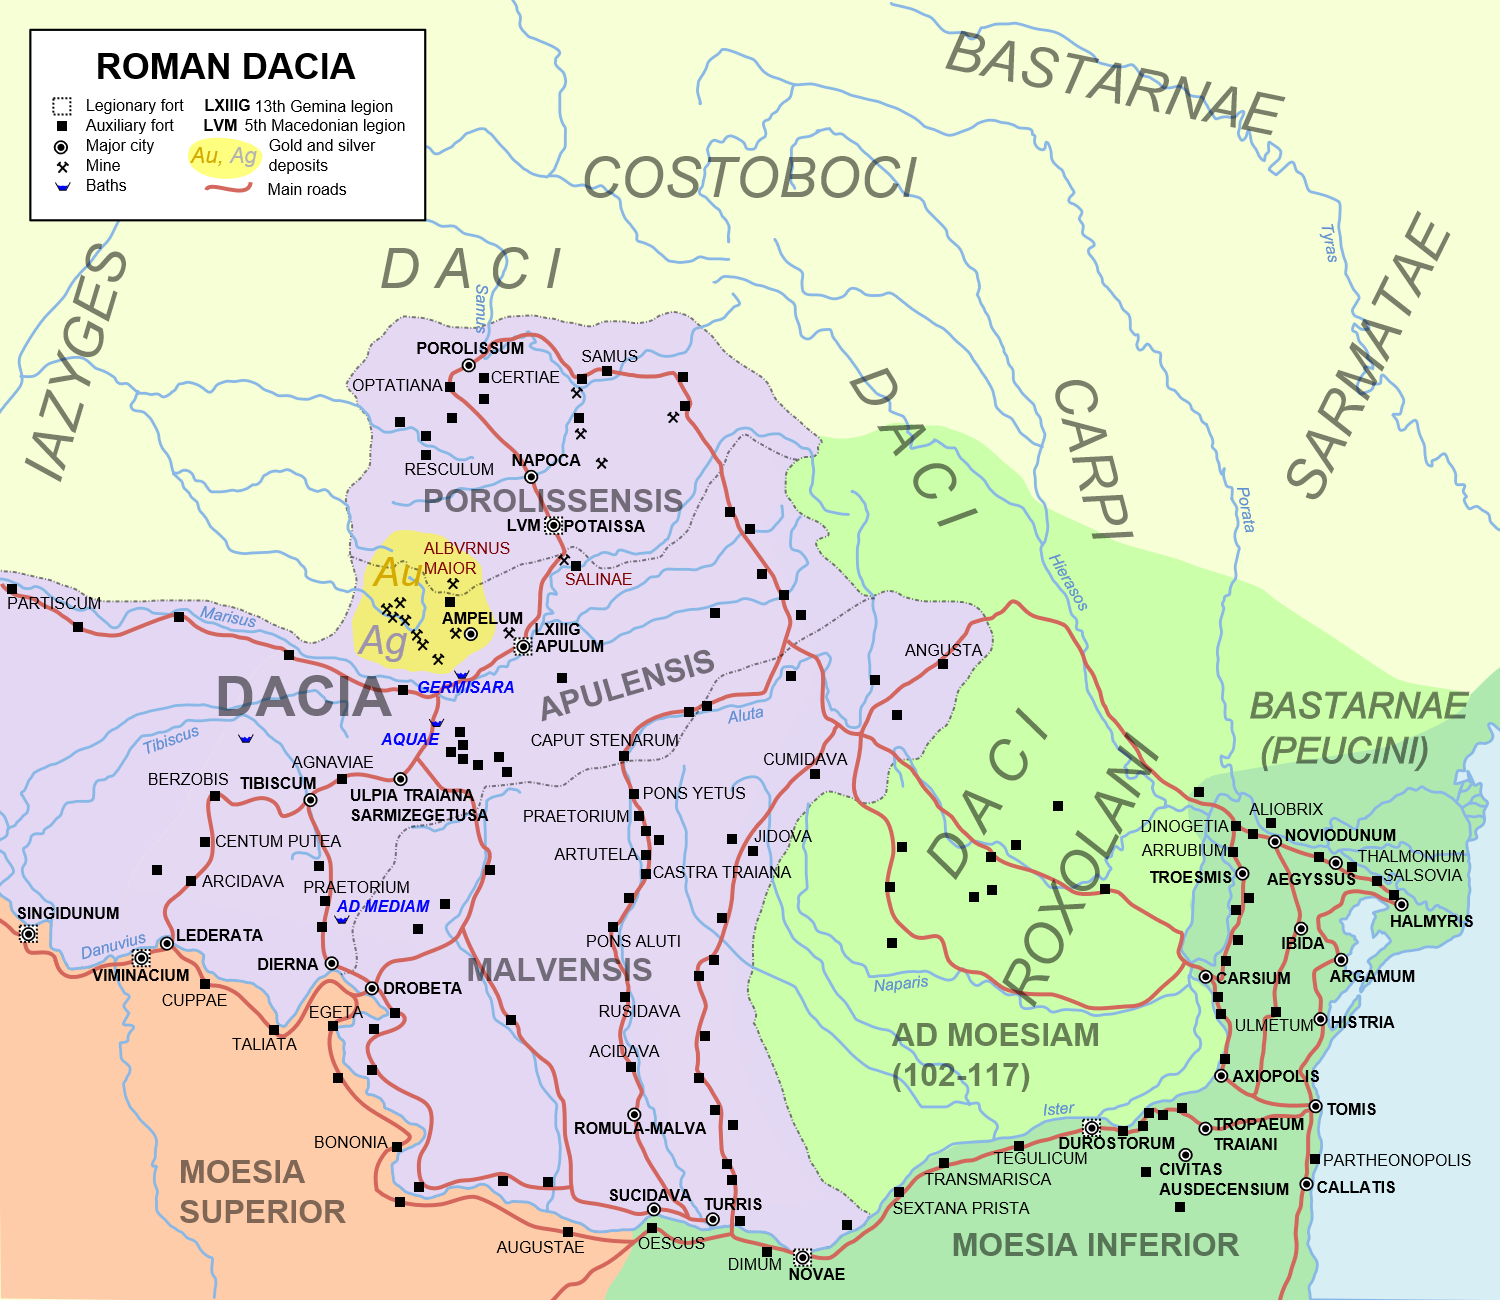 ROMAN DACIA
Legionary fort
LXIIIG 13th Gemina legion
Auxiliary fort
LVM 5th Macedonian legion
Major city
Au, Ag
Gold and silver
deposits
Mine
Baths
Main roads
BASTARNAE
COSTOBOCI
IAZYGES
DACI
Tyras
SARMATAE
Samus
POROLISSUM
SAMUS
OPTATIANA
CERTIAE
DACI
CARPI
RESCULUM
NAPOCA
POROLISSENSIS
Porata
LVM
POTAISSA
ALBVRNUS
MAIOR
Au
SALINAE
Hierasos
PARTISCUM
Marisus
AMPELUM
LXIIIG
APULUM
Ag
ANGUSTA
GERMISARA
DACIA
APULENSIS
BASTARNAE
(PEUCINI)
Aluta
Tibiscus
AQUAE
CAPUT STENARUM
DACI
ROXOLANI
AGNAVIAE
CUMIDAVA
BERZOBIS
TIBISCUM
ULPIA TRAIANA
SARMIZEGETUSA
PONS YETUS
PRAETORIUM
ALIOBRIX
DINOGETIA
NOVIODUNUM
CENTUM PUTEA
JIDOVA
ARRUBIUM
ARTUTELA
THALMONIUM
CASTRA TRAIANA
TROESMIS
AEGYSSUS
SALSOVIA
ARCIDAVA
PRAETORIUM
AD MEDIAM
SINGIDUNUM
HALMYRIS
LEDERATA
PONS ALUTI
IBIDA
Danuvius
DIERNA
MALVENSIS
VIMINACIUM
CARSIUM
ARGAMUM
DROBETA
Naparis
CUPPAE
EGETA
RUSIDAVA
ULMETUM
HISTRIA
TALIATA
AD MOESIAM
(102-117)
ACIDAVA
AXIOPOLIS
Ister
TOMIS
ROMULA-MALVA
TROPAEUM
TRAIANI
BONONIA
DUROSTORUM
TEGULICUM
PARTHEONOPOLIS
MOESIA
SUPERIOR
TRANSMARISCA
CIVITAS
AUSDECENSIUM
CALLATIS
SUCIDAVA
TURRIS
SEXTANA PRISTA
AUGUSTAE
OESCUS
MOESIA INFERIOR
DIMUM
NOVAE